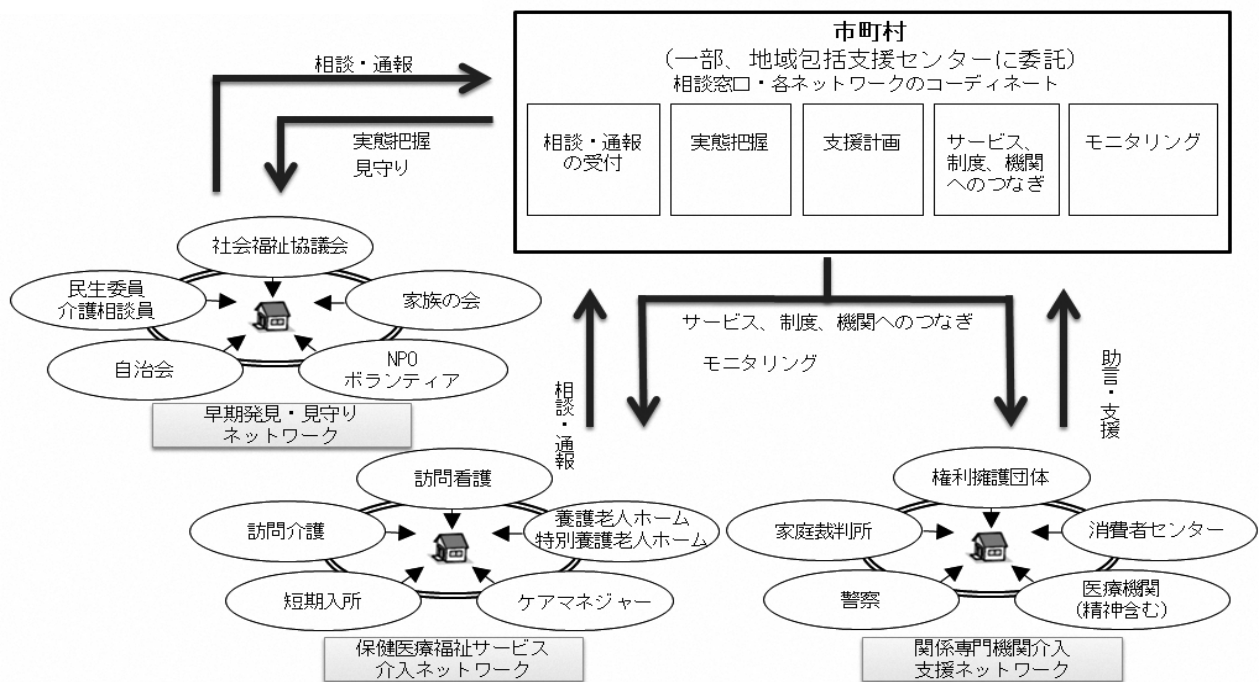 市町村
(一部、地域包括支援センターに委託)
相談窓口・各ネットワークのコーディネート
相談・通報
の受付
実態把握
支援計画
サービス、
制度、機関
へのつなぎ
モニタリング
相談・通報
実態把握
見守り
社会福祉協議会
民生委員
介護相談員
家族の会
自治会
NPO
ボランティア
早期発見・見守り
ネットワーク
サービス、制度、機関へのつなぎ
モニタリング
相談・通報
助言・支援
訪問看護
訪問介護
養護老人ホーム
特別養護老人ホーム
短期入所
ケアマネジャー
保健医療福祉サービス
介入ネットワーク
権利擁護団体
家庭裁判所
消費者センター
警察
医療機関
(精神含む)
関係専門機関介入
支援ネットワーク